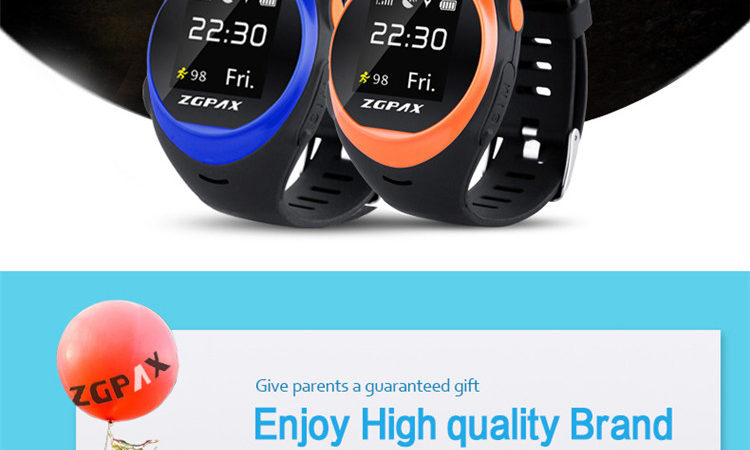 22:30
98 Fri.
ZGPAX
22:30
98 Fri.
ZGPAX
ZGPAX
Give parents a guaranteed gift
Enjoy High quality Brand